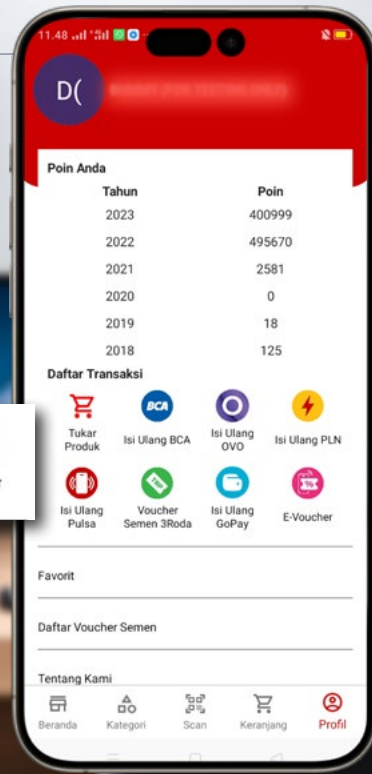 11.48
D(
Poin Anda
Tahun Poin
2023 400999
2022 495670
2021 2581
2020 0
2019 18
2018 125
Daftar Transaksi
BCA
Tukar Produk
Isi Ulang BCA
Isi Ulang OVO
Isi Ulang PLN
Isi Ulang Pulsa
Voucher Semen 3Roda
Isi Ulang GoPay
E-Voucher
Favorit
Daftar Voucher Semen
Tentang Kami
Beranda Kategori Scan Keranjang Profil